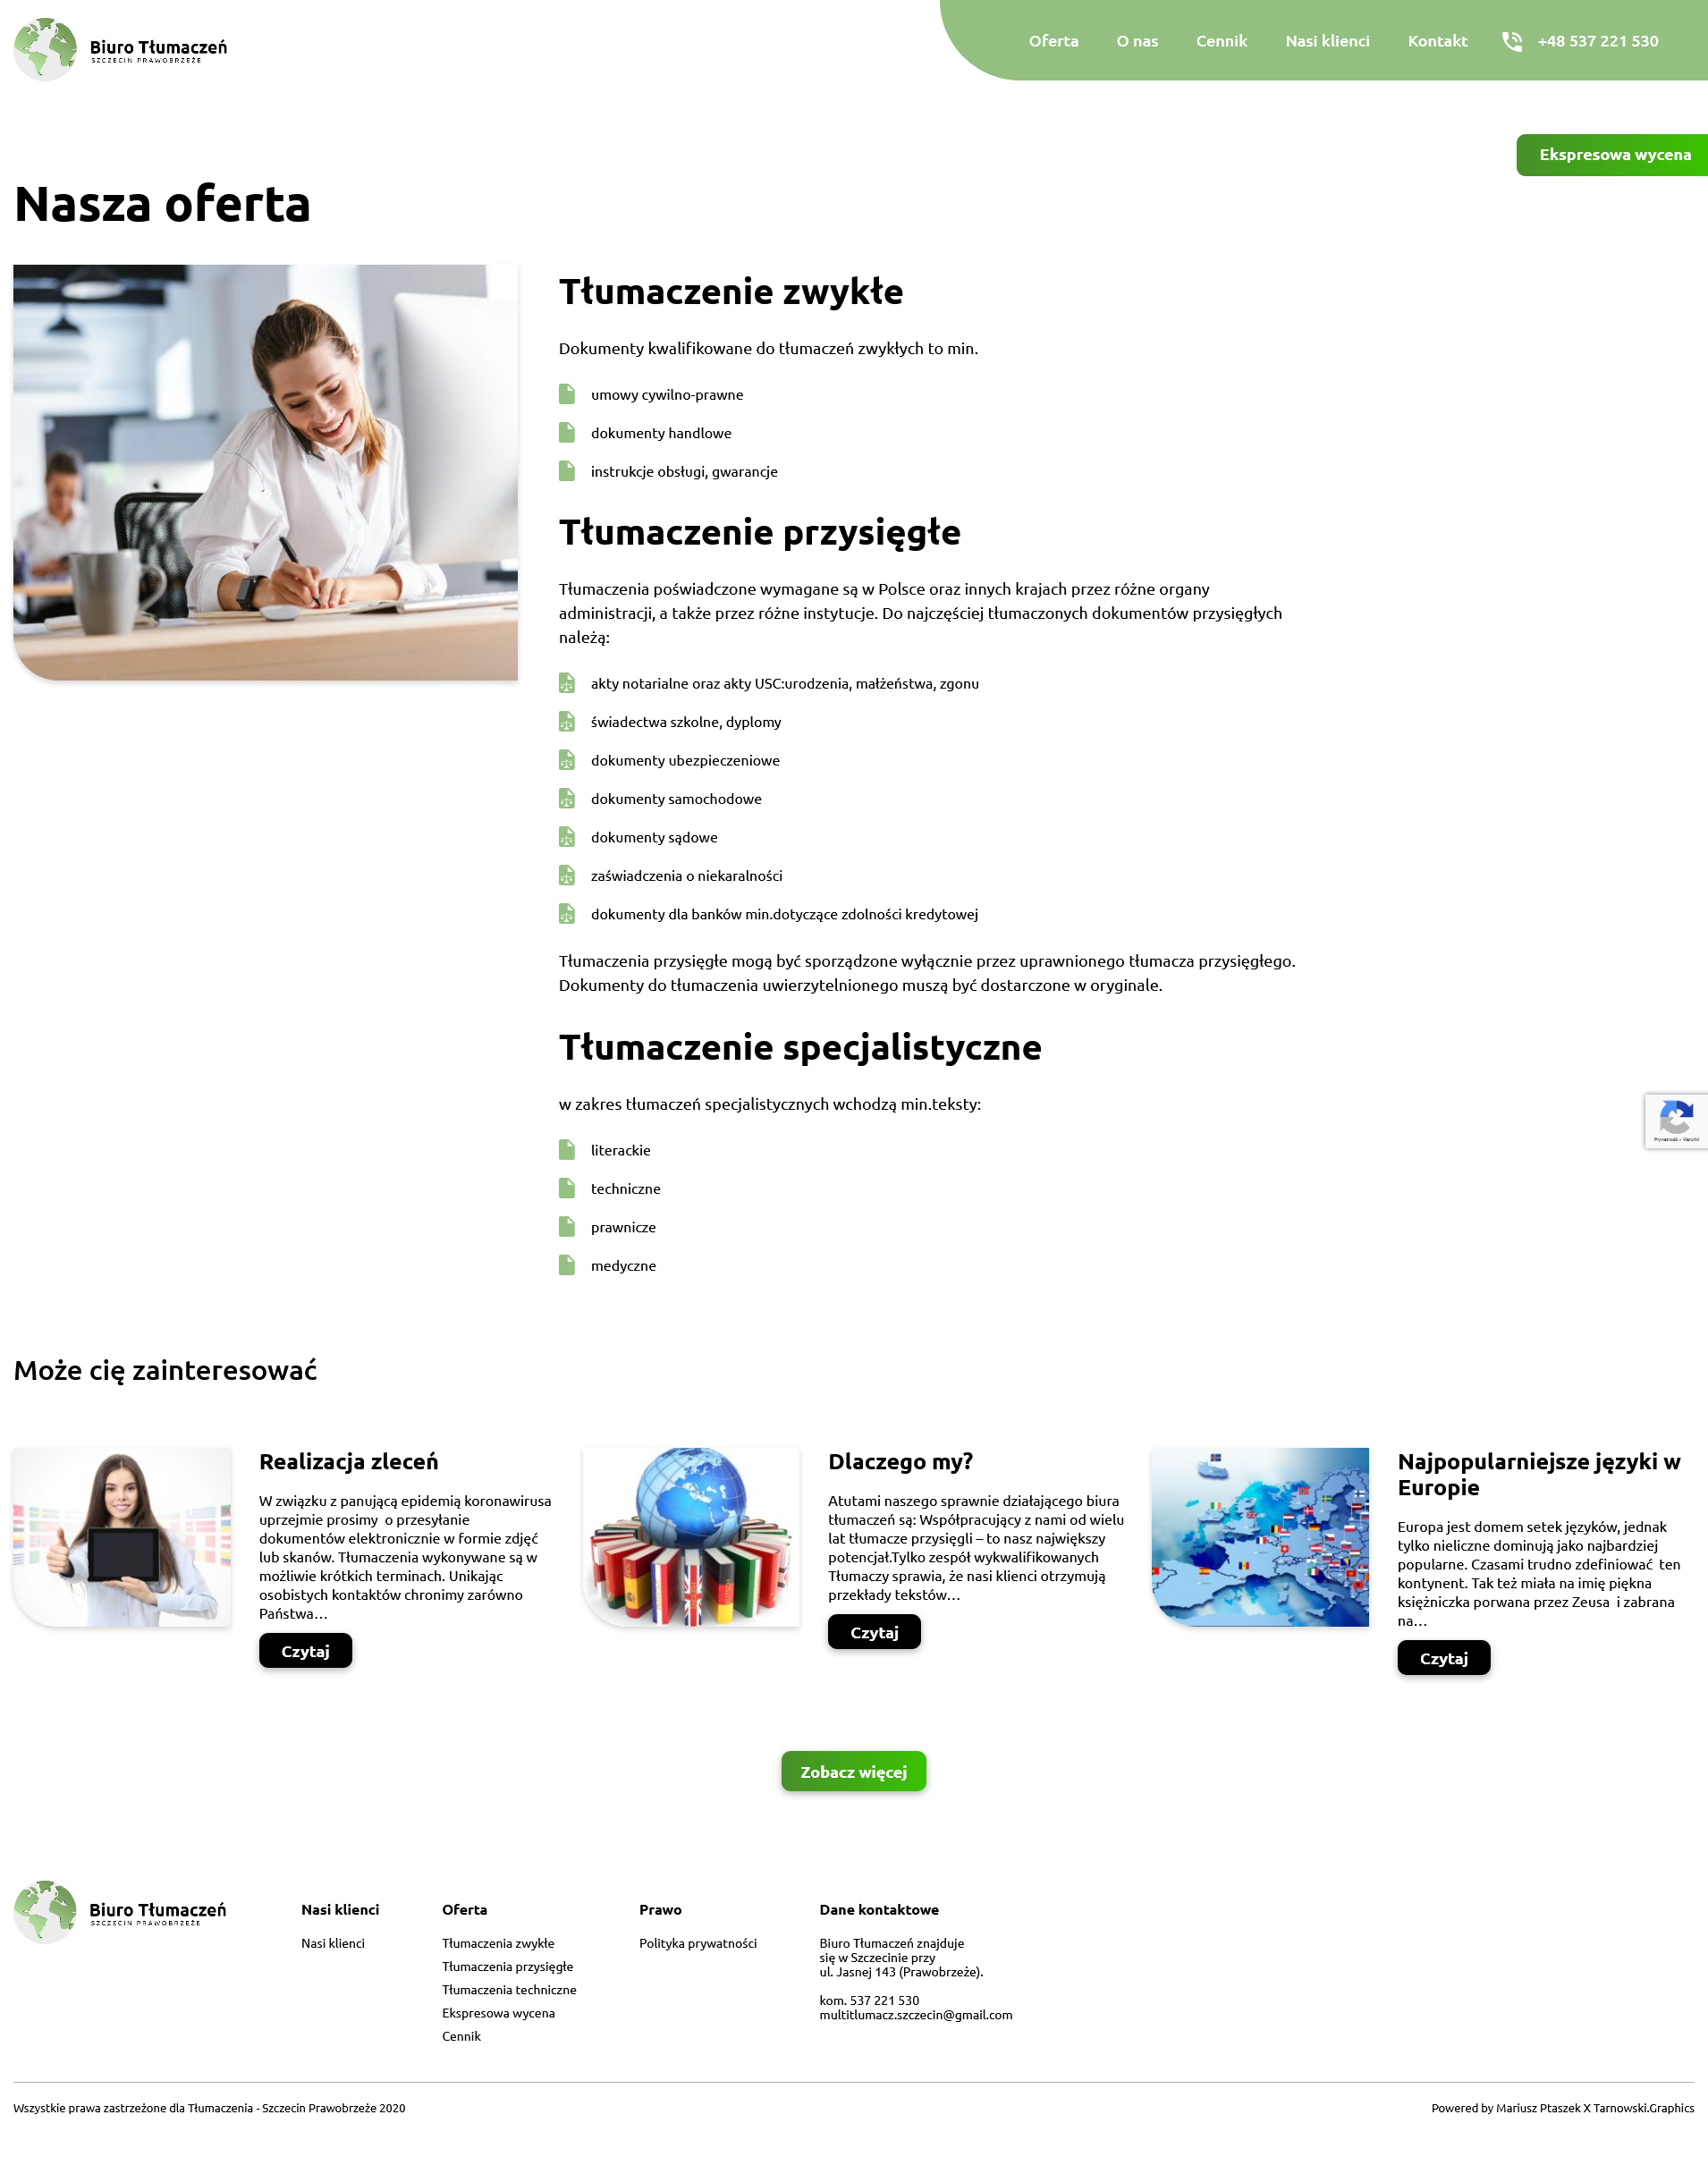 Biuro Tłumaczeń
SZCZECIN PRAWOBRZEŻE
Oferta
O nas
Cennik
Nasi klienci
Kontakt
+48 537 221 530
Ekspresowa wycena
Nasza oferta
Tłumaczenie zwykłe
Dokumenty kwalifikowane do tłumaczeń zwykłych to min.
umowy cywilno-prawne
dokumenty handlowe
instrukcje obsługi, gwarancje
Tłumaczenie przysięgłe
Tłumaczenia poświadczone wymagane są w Polsce oraz innych krajach przez różne organy
administracji, a także przez różne instytucje. Do najczęściej tłumaczonych dokumentów przysięgłych
należą:
akty notarialne oraz akty USC:urodzenia, małżeństwa, zgonu
świadectwa szkolne, dyplomy
dokumenty ubezpieczeniowe
dokumenty samochodowe
dokumenty sądowe
zaświadczenia o niekaralności
dokumenty dla banków min.dotyczące zdolności kredytowej
Tłumaczenia przysięgłe mogą być sporządzone wyłącznie przez uprawnionego tłumacza przysięgłego.
Dokumenty do tłumaczenia uwierzytelnionego muszą być dostarczone w oryginale.
Tłumaczenie specjalistyczne
w zakres tłumaczeń specjalistycznych wchodzą min.teksty:
literackie
techniczne
prawnicze
medyczne
Prywatność - Warunki
Może cię zainteresować
Realizacja zleceń
W związku z panującą epidemią koronawirusa
uprzejmie prosimy  o przesyłanie
dokumentów elektronicznie w formie zdjęć
lub skanów. Tłumaczenia wykonywane są w
możliwie krótkich terminach. Unikając
osobistych kontaktów chronimy zarówno
Państwa…
Czytaj
Dlaczego my?
Atutami naszego sprawnie działającego biura
tłumaczeń są: Współpracujący z nami od wielu
lat tłumacze przysięgli – to nasz największy
potencjał.Tylko zespół wykwalifikowanych
Tłumaczy sprawia, że nasi klienci otrzymują
przekłady tekstów…
Czytaj
Najpopularniejsze języki w
Europie
Europa jest domem setek języków, jednak
tylko nieliczne dominują jako najbardziej
popularne. Czasami trudno zdefiniować  ten
kontynent. Tak też miała na imię piękna
księżniczka porwana przez Zeusa  i zabrana
na…
Czytaj
Zobacz więcej
Biuro Tłumaczeń
SZCZECIN PRAWOBRZEŻE
Nasi klienci
Nasi klienci
Oferta
Tłumaczenia zwykłe
Tłumaczenia przysięgłe
Tłumaczenia techniczne
Ekspresowa wycena
Cennik
Prawo
Polityka prywatności
Dane kontaktowe
Biuro Tłumaczeń znajduje
się w Szczecinie przy
ul. Jasnej 143 (Prawobrzeże).
kom. 537 221 530
multitlumacz.szczecin@gmail.com
Wszystkie prawa zastrzeżone dla Tłumaczenia - Szczecin Prawobrzeże 2020
Powered by Mariusz Ptaszek X Tarnowski.Graphics